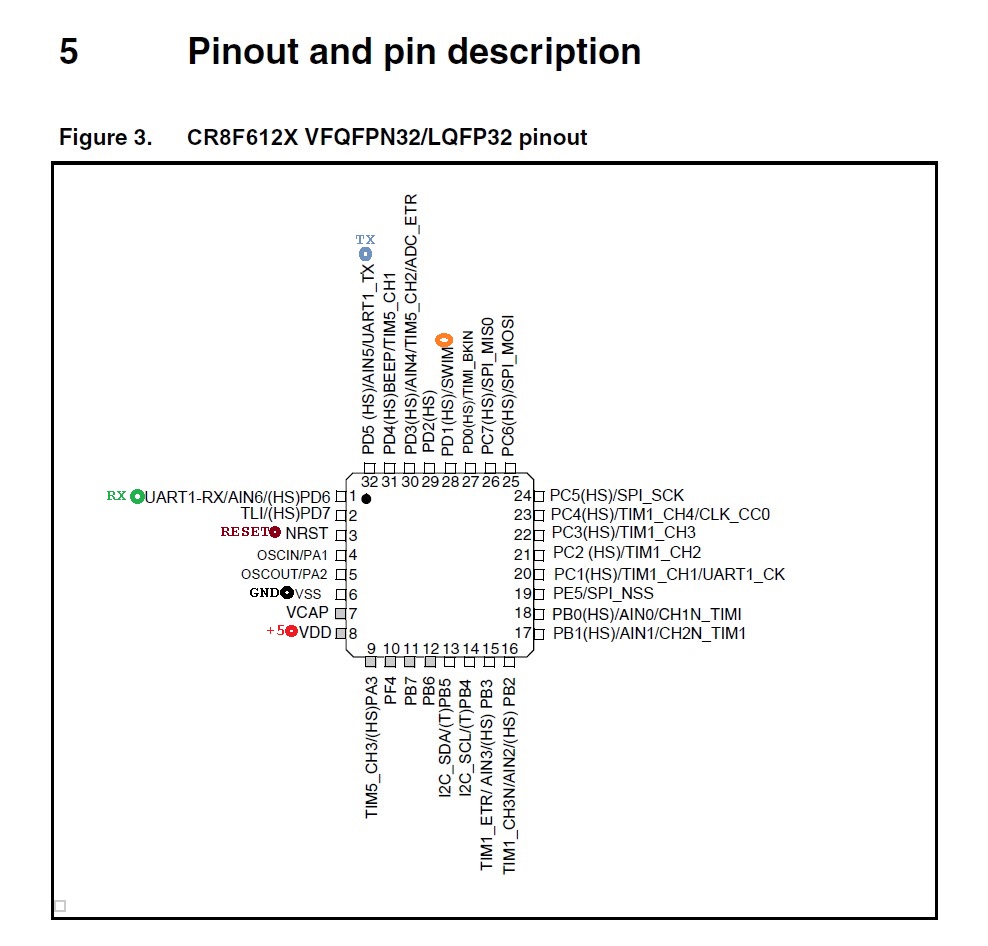 5 Pinout and pin description
Figure 3. CR8F612X VFQFPN32/LQFP32 pinout
TX
PD5 (HS)/AIN5/UART1_TX
PD4(HS)BEEP/TIM5_CH1
PD3(HS)/AIN4/TIM5_CH2/ADC_ETR
PD2(HS)
PD1(HS)/SWIM
PD0(HS)/TIMI_BKIN
PC7(HS)/SPI_MIS0
PC6(HS)/SPI_MOSI
32 31 30 29 28 27 26 25
RX UART1-RX/AIN6/(HS)PD6 1
TLI/(HS)PD7 2
RESET NRST 3
OSCIN/PA1 4
OSCOUT/PA2 5
GND VSS 6
VCAP 7
+5 VDD 8
24 PC5(HS)/SPI_SCK
23 PC4(HS)/TIM1_CH4/CLK_CC0
22 PC3(HS)/TIM1_CH3
21 PC2 (HS)/TIM1_CH2
20 PC1(HS)/TIM1_CH1/UART1_CK
19 PE5/SPI_NSS
18 PB0(HS)/AIN0/CH1N_TIMI
17 PB1(HS)/AIN1/CH2N_TIM1
9 10 11 12 13 14 15 16
TIM5_CH3/(HS)PA3
PF4
PB7
PB6
I2C_SDA/(T)PB5
I2C_SCL/(T)PB4
TIM1_ETR/ AIN3/(HS) PB3
TIM1_CH3N/AIN2/(HS) PB2